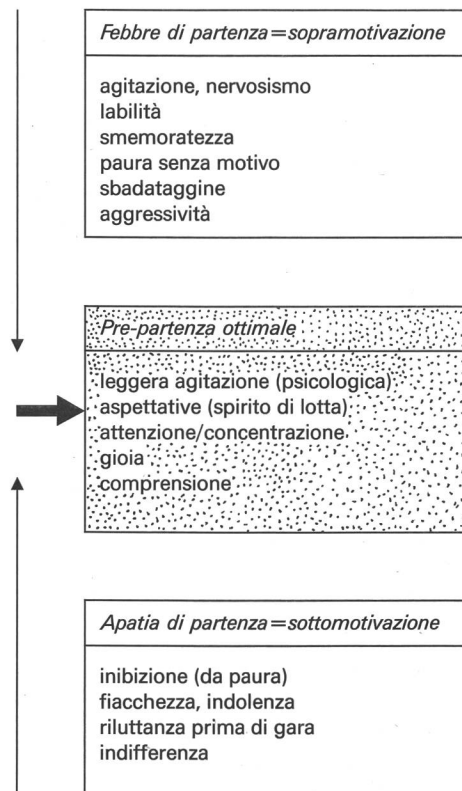 Febbre di partenza=sopramotivazione
agitazione, nervosismo
labilità
smemoratezza
paura senza motivo
sbadataggine
aggressività
Pre-partenza ottimale
leggera agitazione (psicologica)
aspettative (spirito di lotta)
attenzione/concentrazione
gioia
comprensione
Apatia di partenza=sottomotivazione
inibizione (da paura)
fiacchezza, indolenza
riluttanza prima di gara
indifferenza